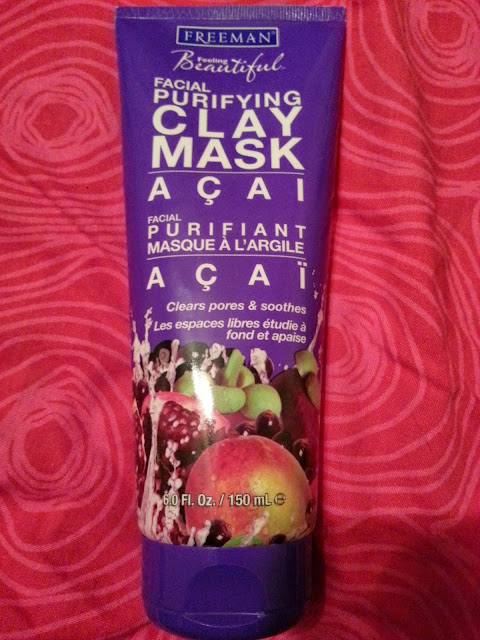 FREEMAN
Feeling
Beautiful
FACIAL
PURIFYING
CLAY
MASK
AÇAI
FACIAL
PURIFIANT
MASQUE À L'ARGILE
AÇAÏ
Clears pores & soothes
Les espaces libres étudie à
fond et apaise
6.0 Fl. Oz. / 150 mL ℮